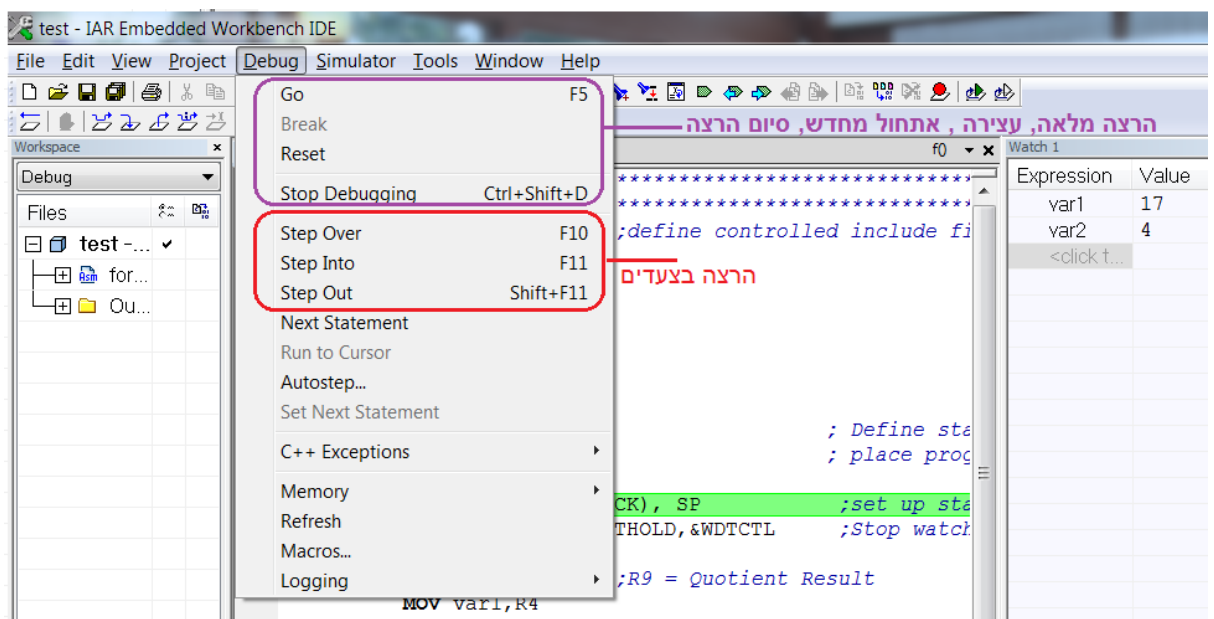 test - IAR Embedded Workbench IDE
File Edit View Project Debug Simulator Tools Window Help
Go F5
Break
הרצה מלאה, עצירה , אתחול מחדש, סיום הרצה
Reset
Stop Debugging Ctrl+Shift+D
Step Over F10
Step Into F11
הרצה בצעדים
Step Out Shift+F11
Next Statement
Run to Cursor
Autostep...
Set Next Statement
C++ Exceptions
Memory
Refresh
Macros...
Logging
Workspace
Debug
Files
test -...
for...
Ou...
f()
*******************************
*******************************
;define controlled include fi
; Define sta
; place prog
CK), SP ;set up sta
THOLD,&WDTCTL ;Stop watch
;R9 = Quotient Result
MOV var1,R4
Watch 1
Expression Value
var1 17
var2 4
<click t...